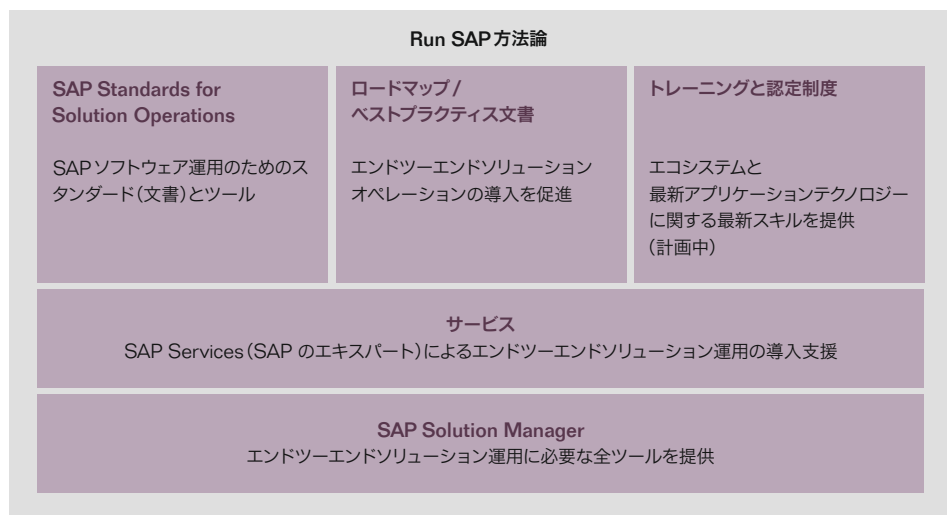 Run SAP方法論
SAP Standards for
Solution Operations
SAPソフトウェア運用のためのス
タンダード(文書)とツール
ロードマップ/
ベストプラクティス文書
エンドツーエンドソリューション
オペレーションの導入を促進
トレーニングと認定制度
エコシステムと
最新アプリケーションテクノロジー
に関する最新スキルを提供
(計画中)
サービス
SAP Services(SAP のエキスパート)によるエンドツーエンドソリューション運用の導入支援
SAP Solution Manager
エンドツーエンドソリューション運用に必要な全ツールを提供